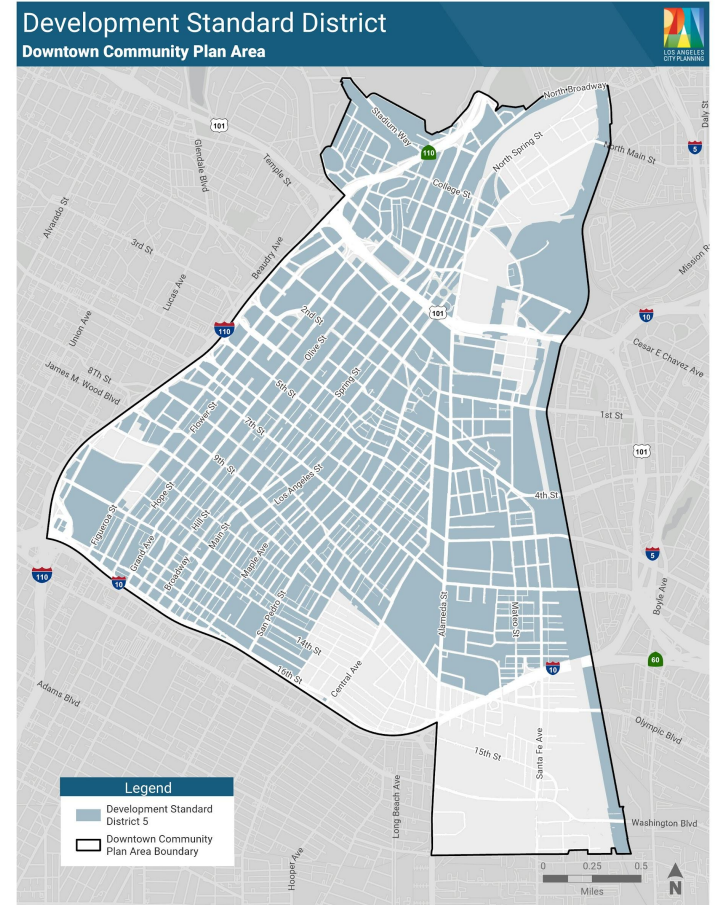 Development Standard District
Downtown Community Plan Area
LOS ANGELES
CITY PLANNING
North Broadway
Daly St
Stadium Way
101
110
North Spring St
North Main St
5
Glendale Blvd
Temple St
College St
Alvarado St
3rd St
Beaudry Ave
Mission R
Lucas Ave
2nd St
101
10
Union Ave
110
Olive St
Cesar E Chavez Ave
8Th St
James M. Wood Blvd
5th St
Spring St
Flower St
7th St
1st St
101
9th St
Los Angeles St
Hope St
4th St
Figueroa St
Hill St
Main St
Grand Ave
Broadway
Maple Ave
5
110
10
San Pedro St
Alameda St
Mateo St
Boyle Ave
14th St
16th St
Central Ave
10
60
Adams Blvd
Olympic Blvd
15th St
Santa Fe Ave
Long Beach Ave
Washington Blvd
Hooper Ave
Legend
Development Standard
District 5
Downtown Community
Plan Area Boundary
0 0.25 0.5
Miles
N